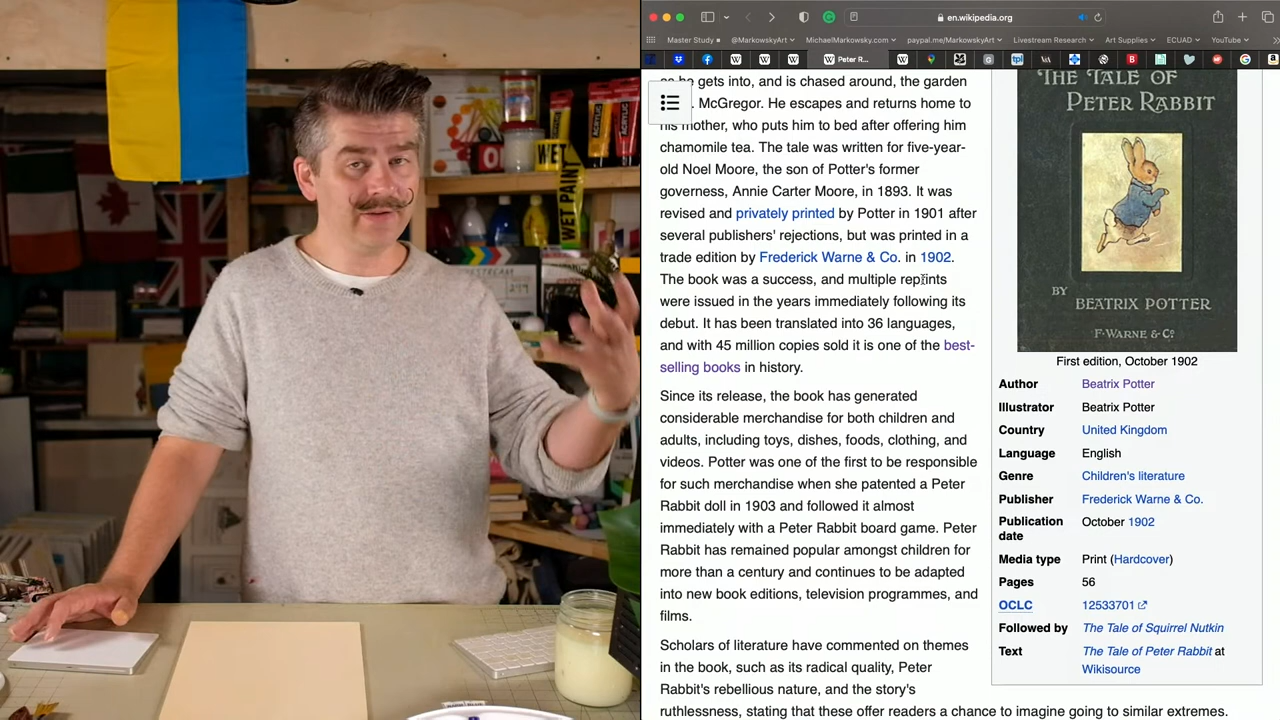 WET
PAINT
WET PAINT
ACRYLIC
ACRYLIC
en.wikipedia.org
Master Study
@MarkowskyArt
MichaelMarkowsky.com
paypal.me/MarkowskyArt
Livestream Research
Art Supplies
ECUAD
YouTube
Peter R...
gets into, and is chased around, the garden
McGregor. He escapes and returns home to
his mother, who puts him to bed after offering him
chamomile tea. The tale was written for five-
year-
old Noel Moore, the son of Potter's former
governess, Annie Carter Moore, in 1893. It was
revised and privately printed by Potter in 1901 after
several publishers' rejections, but was printed in a
trade edition by Frederick Warne & Co. in 1902.
The book was a success, and multiple reprints
were issued in the years immediately following its
debut. It has been translated into 36 languages,
and with 45 million copies sold it is one of the best-
selling books in history.
Since its release, the book has generated
considerable merchandise for both children and
adults, including toys, dishes, foods, clothing, and
videos. Potter was one of the first to be responsible
for such merchandise when she patented a Peter
Rabbit doll in 1903 and followed it almost
immediately with a Peter Rabbit board game. Peter
Rabbit has remained popular amongst children for
more than a century and continues to be adapted
into new book editions, television programmes, and
films.
Scholars of literature have commented on themes
in the book, such as its radical quality, Peter
Rabbit's rebellious nature, and the story's
ruthlessness, stating that these offer readers a chance to imagine going to similar extremes.
THE TALE OF
PETER RABBIT
BY
BEATRIX POTTER
F. WARNE & Co
First edition, October 1902
Author Beatrix Potter
Illustrator Beatrix Potter
Country United Kingdom
Language English
Genre Children's literature
Publisher Frederick Warne & Co.
Publication October 1902
date
Media type Print (Hardcover)
Pages 56
OCLC 12533701
Followed by The Tale of Squirrel Nutkin
Text The Tale of Peter Rabbit at
Wikisource